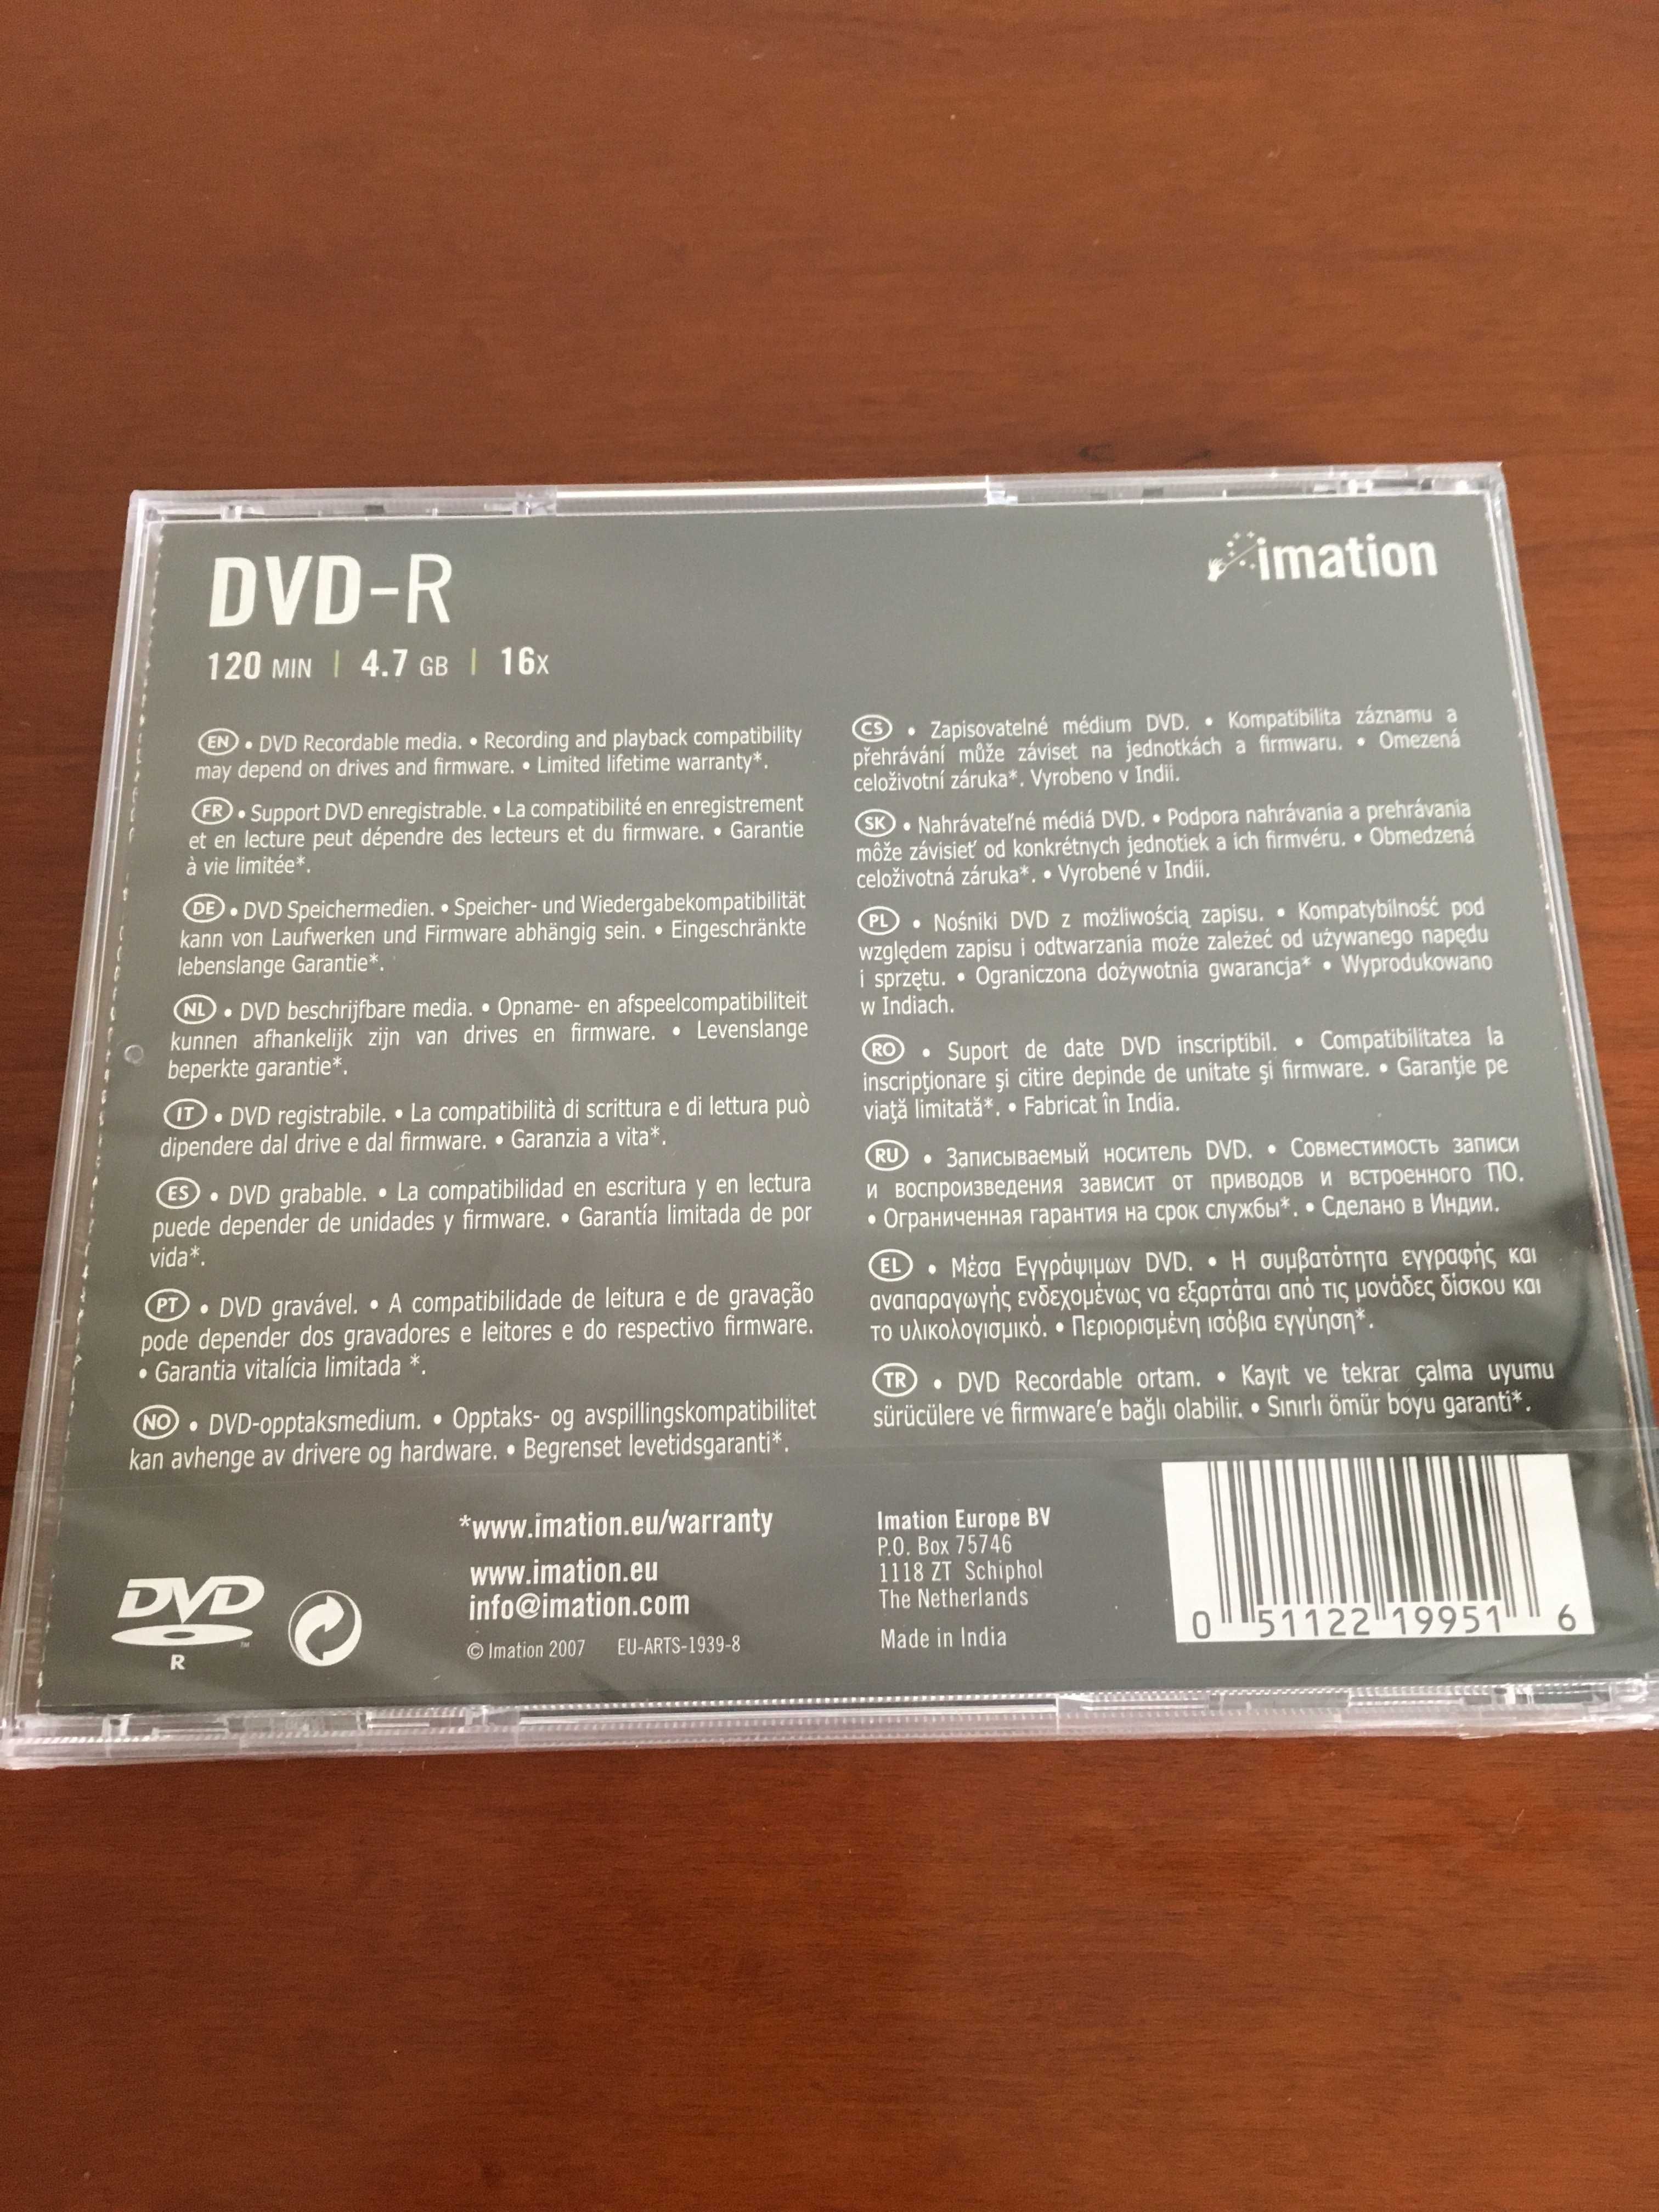 DVD-R
imation
120 MIN | 4.7 GB | 16x
EN • DVD Recordable media. • Recording and playback compatibility
may depend on drives and firmware. • Limited lifetime warranty*.
FR • Support DVD enregistrable. • La compatibilité en enregistrement
et en lecture peut dépendre des lecteurs et du firmware. • Garantie
à vie limitée*.
DE • DVD Speichermedien. • Speicher- und Wiedergabekompatibilität
kann von Laufwerken und Firmware abhängig sein. • Eingeschränkte
lebenslange Garantie*.
NL • DVD beschrijfbare media. • Opname- en afspeelcompatibiliteit
kunnen afhankelijk zijn van drives en firmware. • Levenslange
beperkte garantie*.
IT • DVD registrabile. • La compatibilità di scrittura e di lettura può
dipendere dal drive e dal firmware. • Garanzia a vita*.
ES • DVD grabable. • La compatibilidad en escritura y en lectura
puede depender de unidades y firmware. • Garantía limitada de por
vida*.
PT • DVD gravável. • A compatibilidade de leitura e de gravação
pode depender dos gravadores e leitores e do respectivo firmware.
• Garantia vitalícia limitada *.
NO • DVD-opptaksmedium. • Opptaks- og avspillingskompatibilitet
kan avhenge av drivere og hardware. • Begrenset levetidsgaranti*.
CS • Zapisovatelné médium DVD. • Kompatibilita záznamu a
přehrávání může záviset na jednotkách a firmwaru. • Omezená
celoživotní záruka*. Vyrobeno v Indii.
SK • Nahrávateľné médiá DVD. • Podpora nahrávania a prehrávania
môže závisieť od konkrétnych jednotiek a ich firmvéru. • Obmedzená
celoživotná záruka*. • Vyrobené v Indii.
PL • Nośniki DVD z możliwością zapisu. • Kompatybilność pod
względem zapisu i odtwarzania może zależeć od używanego napędu
i sprzętu. • Ograniczona dożywotnia gwarancja* • Wyprodukowano
w Indiach.
RO • Suport de date DVD inscriptibil. • Compatibilitatea la
inscripţionare şi citire depinde de unitate şi firmware. • Garanţie pe
viaţă limitată*. • Fabricat în India.
RU • Записываемый носитель DVD. • Совместимость записи
и воспроизведения зависит от приводов и встроенного ПО.
• Ограниченная гарантия на срок службы*. • Сделано в Индии.
EL • Μέσα Εγγράψιμων DVD. • Η συμβατότητα εγγραφής και
αναπαραγωγής ενδεχομένως να εξαρτάται από τις μονάδες δίσκου και
το υλικολογισμικό. • Περιορισμένη ισόβια εγγύηση*.
TR • DVD Recordable ortam. • Kayıt ve tekrar çalma uyumu
sürücülere ve firmware'e bağlı olabilir. • Sınırlı ömür boyu garanti*.
DVD
TM
R
*www.imation.eu/warranty
www.imation.eu
info@imation.com
© Imation 2007 EU-ARTS-1939-8
Imation Europe BV
P.O. Box 75746
1118 ZT Schiphol
The Netherlands
Made in India
0 51122 19951 6